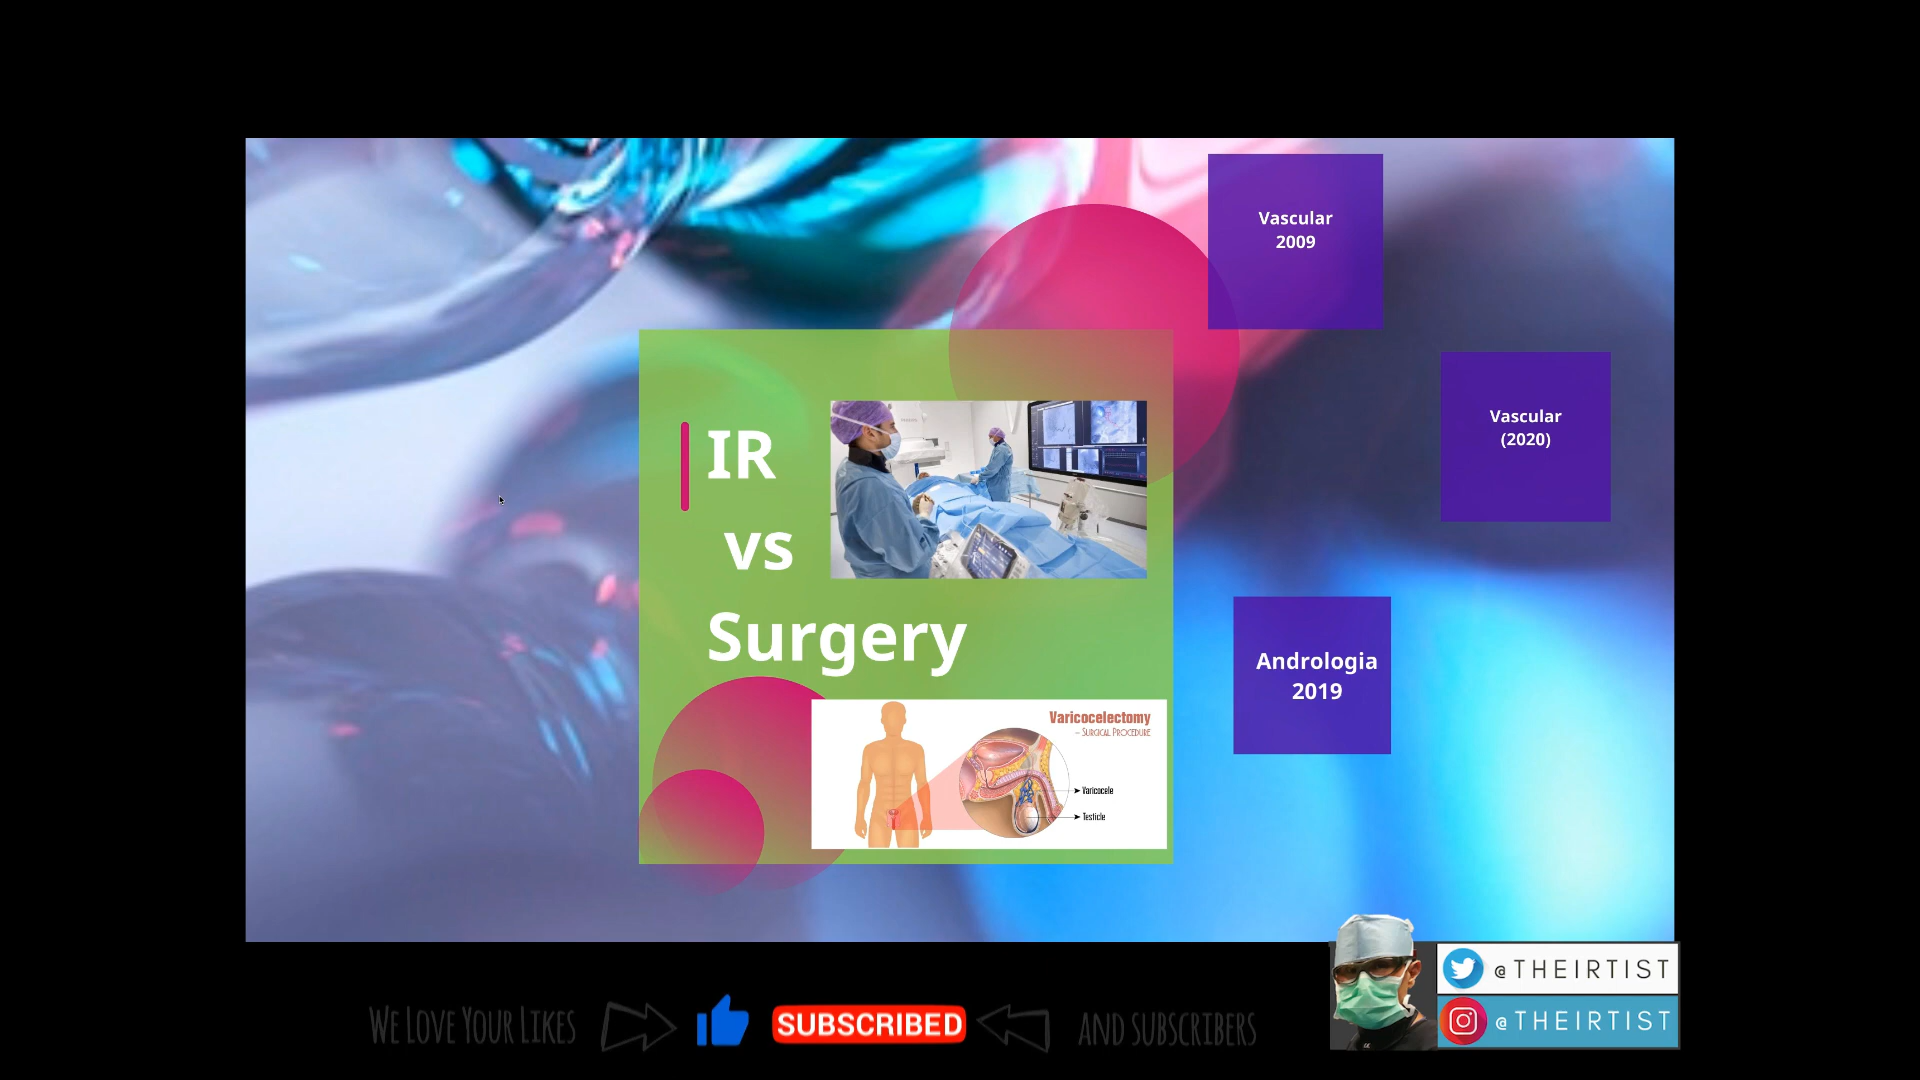 Vascular
2009
Vascular
(2020)
IR
vs
Surgery
Andrologia
2019
Varicocelectomy
– Surgical Procedure
Varicocele
Testicle
WE LOVE YOUR LIKES
SUBSCRIBED
AND SUBSCRIBERS
@THEIRTIST
@THEIRTIST